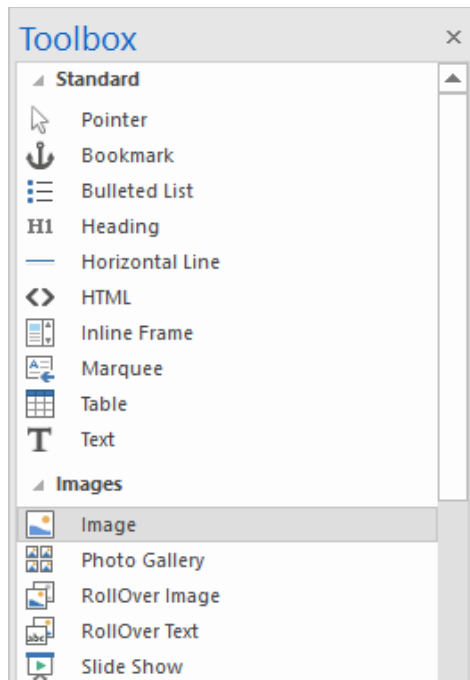 Toolbox
Standard
Pointer
Bookmark
Bulleted List
H1 Heading
Horizontal Line
HTML
Inline Frame
Marquee
Table
T Text
Images
Image
Photo Gallery
RollOver Image
abc RollOver Text
Slide Show